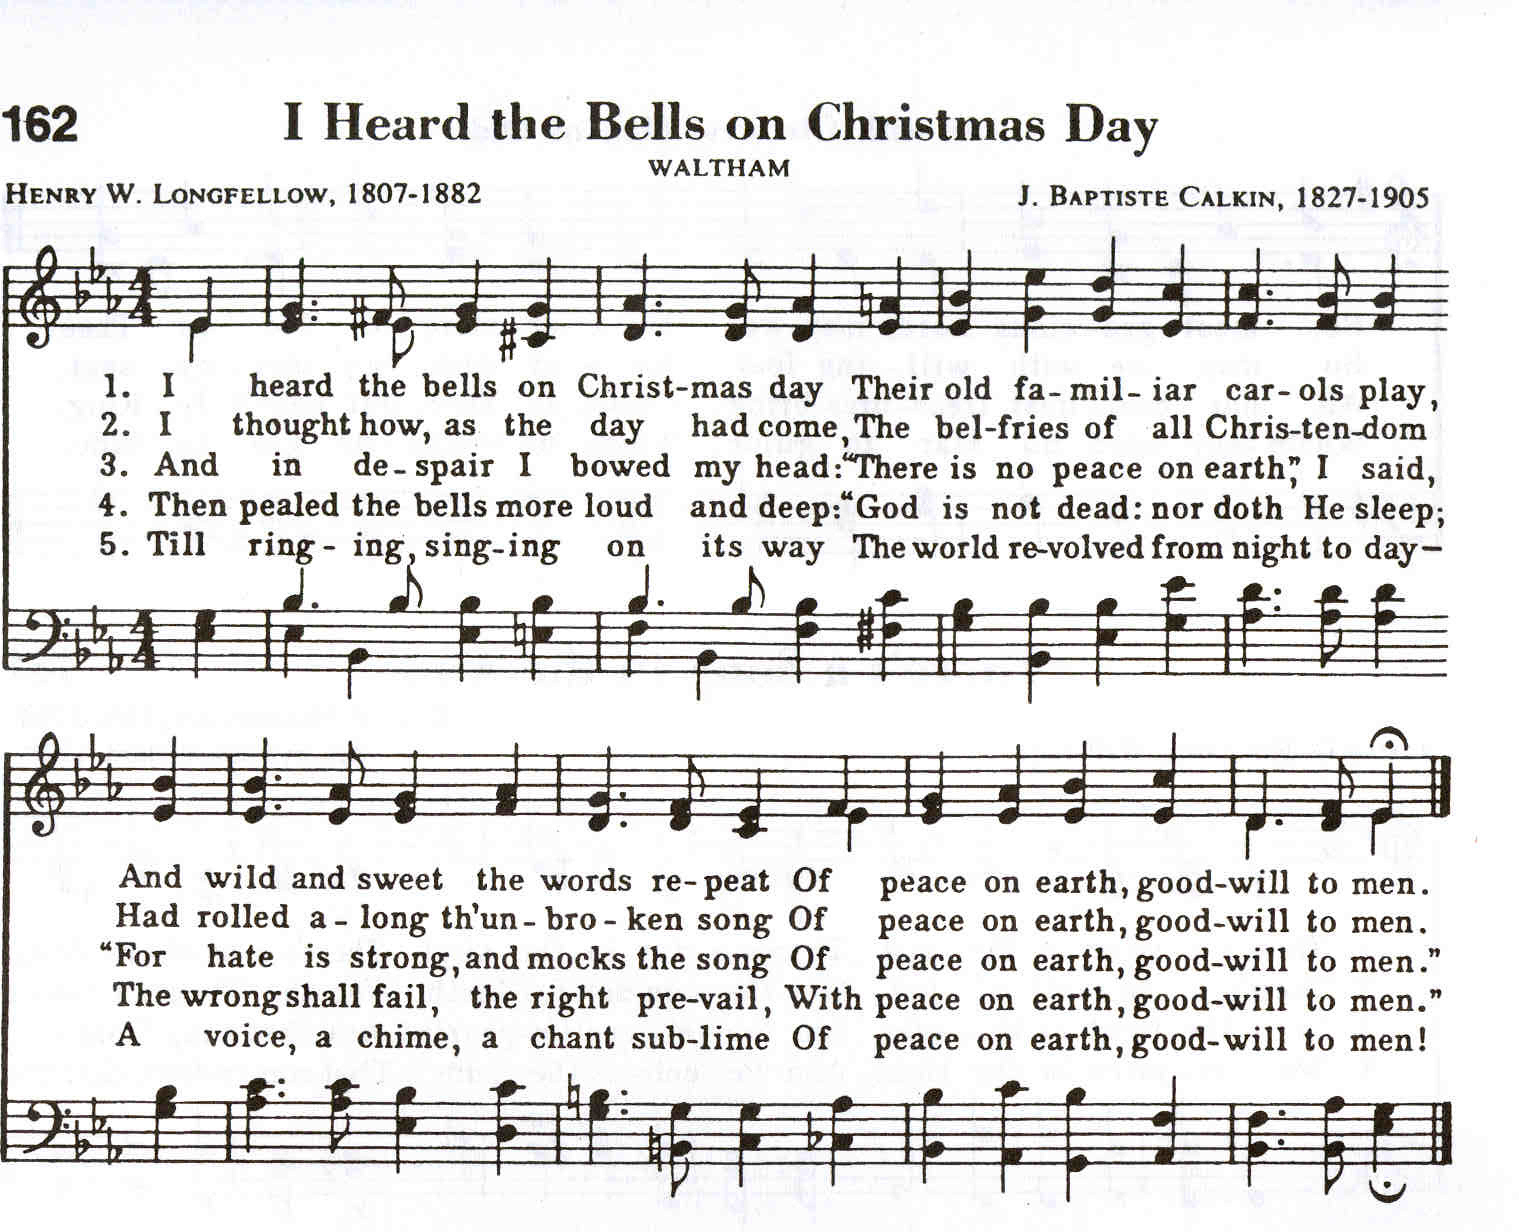 162 I Heard the Bells on Christmas Day
WALTHAM
HENRY W. LONGFELLOW, 1807-1882 J. BAPTISTE CALKIN, 1827-1905
1. I heard the bells on Christ-mas day Their old fa-mil-iar car-ols play,
2. I thought how, as the day had come, The bel-fries of all Chris-ten-dom
3. And in de-spair I bowed my head: “There is no peace on earth,” I said,
4. Then pealed the bells more loud and deep: “God is not dead: nor doth He sleep;
5. Till ring-ing, sing-ing on its way The world re-volved from night to day—
And wild and sweet the words re-peat Of peace on earth, good-will to men.
Had rolled a-long th'un-bro-ken song Of peace on earth, good-will to men.
“For hate is strong, and mocks the song Of peace on earth, good-will to men.”
The wrong shall fail, the right pre-vail, With peace on earth, good-will to men.”
A voice, a chime, a chant sub-lime Of peace on earth, good-will to men!